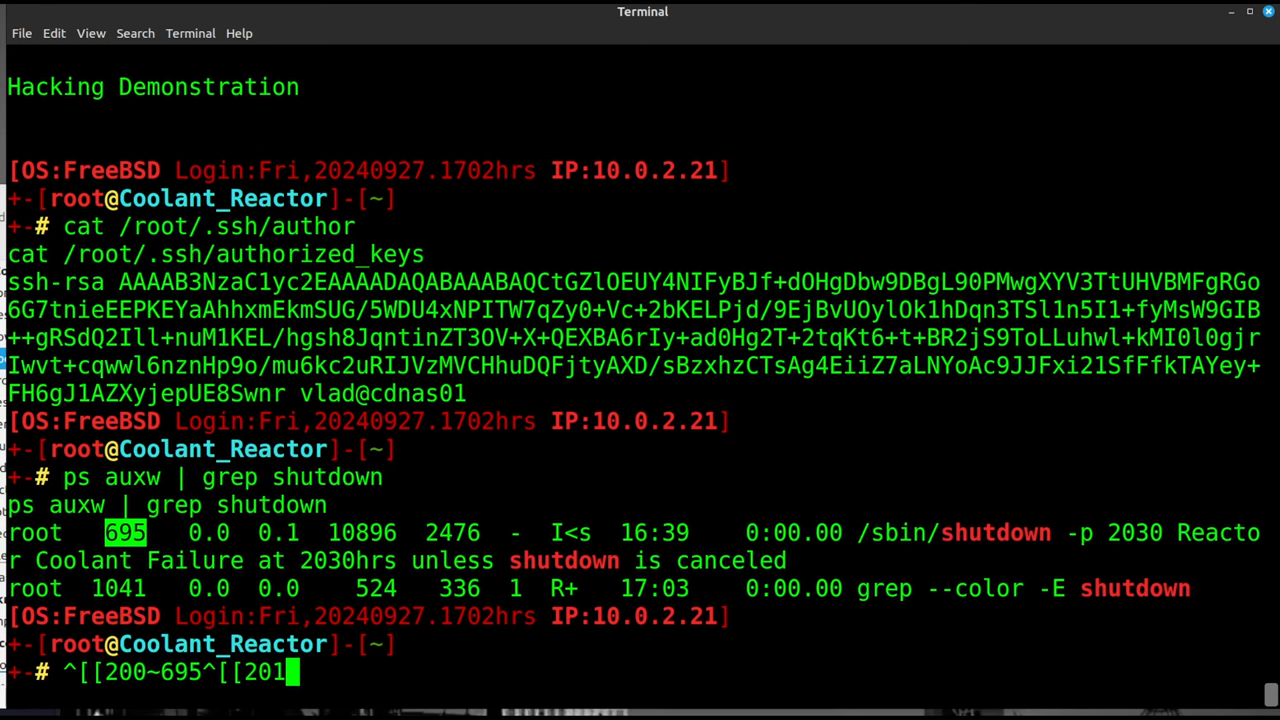 Terminal
File Edit View Search Terminal Help
Hacking Demonstration
[OS:FreeBSD Login:Fri,20240927.1702hrs IP:10.0.2.21]
+-[root@Coolant_Reactor]-[~]
+-# cat /root/.ssh/author
cat /root/.ssh/authorized_keys
ssh-rsa AAAAB3NzaC1yc2EAAAADAQABAAABAQCtGZlOEUY4NIFyBJf+dOHgDbw9DBgL90PMwgXYV3TtUHVBMFgRGo
6G7tnieEEPKEYaAhhxmEkmSUG/5WDU4xNPITW7qZy0+Vc+2bKELPjd/9EjBvUOylOk1hDqn3TSl1n5I1+fyMsW9GIB
++gRSdQ2Ill+nuM1KEL/hgsh8JqntinZT3OV+X+QEXBA6rIy+ad0Hg2T+2tqKt6+t+BR2jS9ToLLuhwl+kMI0l0gjr
Iwvt+cqwwl6nznHp9o/mu6kc2uRIJVzMVCHhuDQFjtyAXD/sBzxhzCTsAg4EiiZ7aLNYoAc9JJFxi21SfFfkTAYey+
FH6gJ1AZXyjepUE8Swnr vlad@cdnas01
[OS:FreeBSD Login:Fri,20240927.1702hrs IP:10.0.2.21]
+-[root@Coolant_Reactor]-[~]
+-# ps auxw | grep shutdown
ps auxw | grep shutdown
root 695 0.0 0.1 10896 2476 - I<s 16:39 0:00.00 /sbin/shutdown -p 2030 Reacto
r Coolant Failure at 2030hrs unless shutdown is canceled
root 1041 0.0 0.0 524 336 1 R+ 17:03 0:00.00 grep --color -E shutdown
[OS:FreeBSD Login:Fri,20240927.1702hrs IP:10.0.2.21]
+-[root@Coolant_Reactor]-[~]
+-# ^[[200~695^[[201